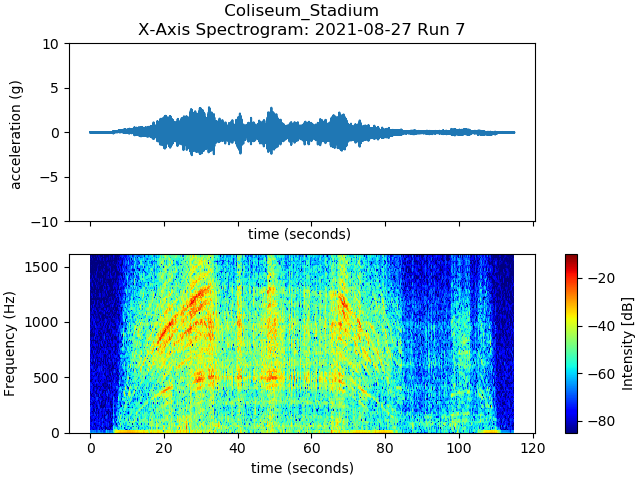 Coliseum_Stadium
X-Axis Spectrogram: 2021-08-27 Run 7
10
5
0
−5
−10
acceleration (g)
time (seconds)
1500
1000
500
0
Frequency (Hz)
0 20 40 60 80 100 120
time (seconds)
−20
−40
−60
−80
Intensity [dB]